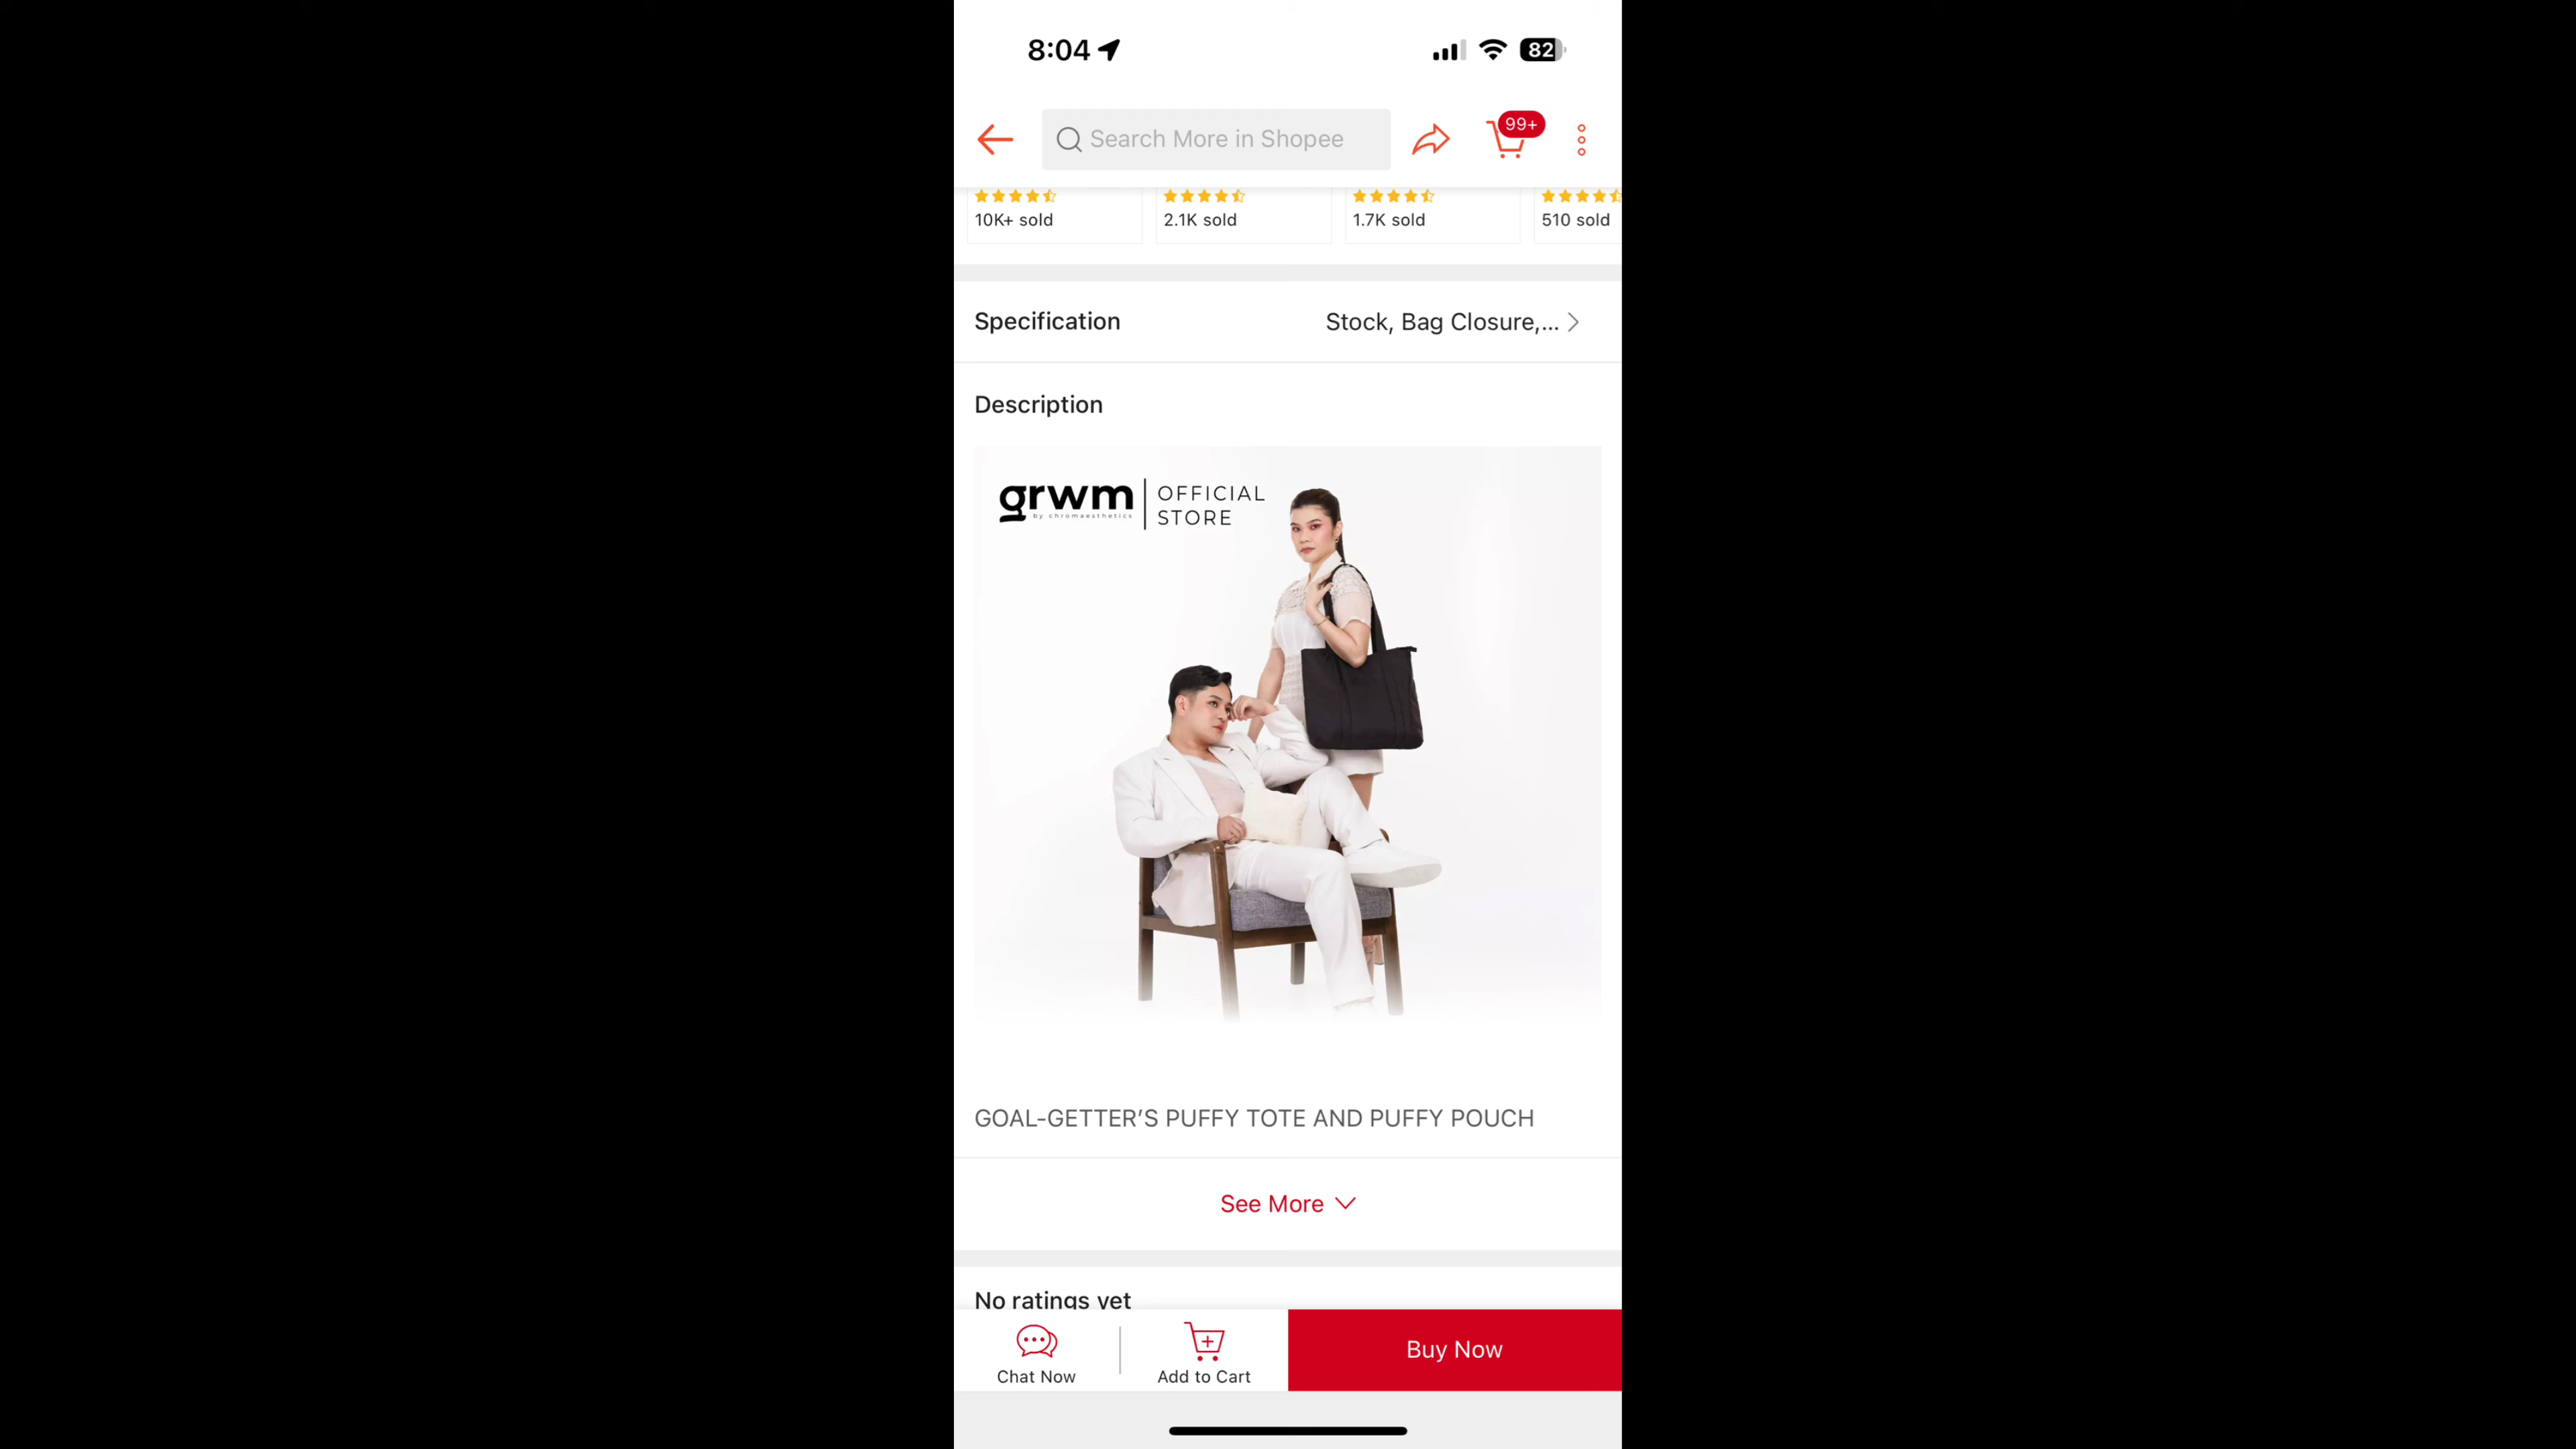 8:04
82
Search More in Shopee
99+
10K+ sold
2.1K sold
1.7K sold
510 sold
Specification
Stock, Bag Closure,...
Description
grwm
by chromaesthetics
OFFICIAL
STORE
GOAL-GETTER’S PUFFY TOTE AND PUFFY POUCH
See More
No ratings yet
Chat Now
Add to Cart
Buy Now